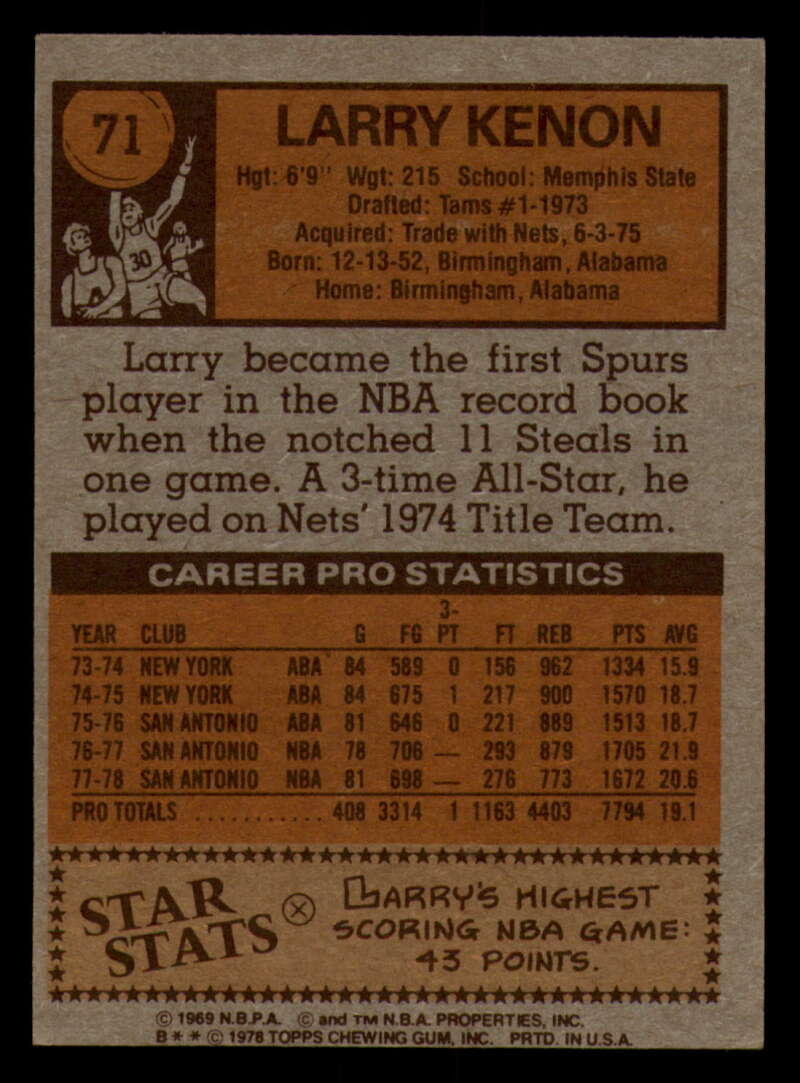 71
LARRY KENON
Hgt: 6'9" Wgt: 215 School: Memphis State
Drafted: Tams #1-1973
Acquired: Trade with Nets, 6-3-75
Born: 12-13-52, Birmingham, Alabama
Home: Birmingham, Alabama
30
Larry became the first Spurs
player in the NBA record book
when the notched 11 Steals in
one game. A 3-time All-Star, he
played on Nets' 1974 Title Team.
CAREER PRO STATISTICS
YEAR CLUB G FG 3-PT FT REB PTS AVG
73-74 NEW YORK ABA 84 589 0 156 962 1334 15.9
74-75 NEW YORK ABA 84 675 1 217 900 1570 18.7
75-76 SAN ANTONIO ABA 81 646 0 221 889 1513 18.7
76-77 SAN ANTONIO NBA 78 706 — 293 879 1705 21.9
77-78 SAN ANTONIO NBA 81 698 — 276 773 1672 20.6
PRO TOTALS ........... 408 3314 1 1163 4403 7794 19.1
STAR STATS
LARRY'S HIGHEST
SCORING NBA GAME:
43 POINTS.
© 1969 N.B.P.A. © and TM N.B.A. PROPERTIES, INC.
B * * © 1978 TOPPS CHEWING GUM, INC. PRTD. IN U.S.A.